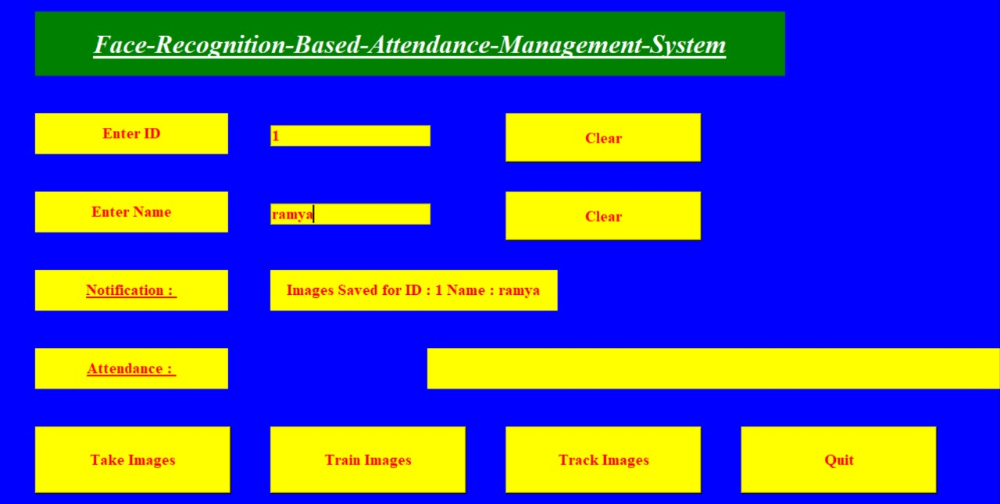 Face-Recognition-Based-Attendance-Management-System
Enter ID
1
Clear
Enter Name
ramya
Clear
Notification :
Images Saved for ID : 1 Name : ramya
Attendance :
Take Images
Train Images
Track Images
Quit